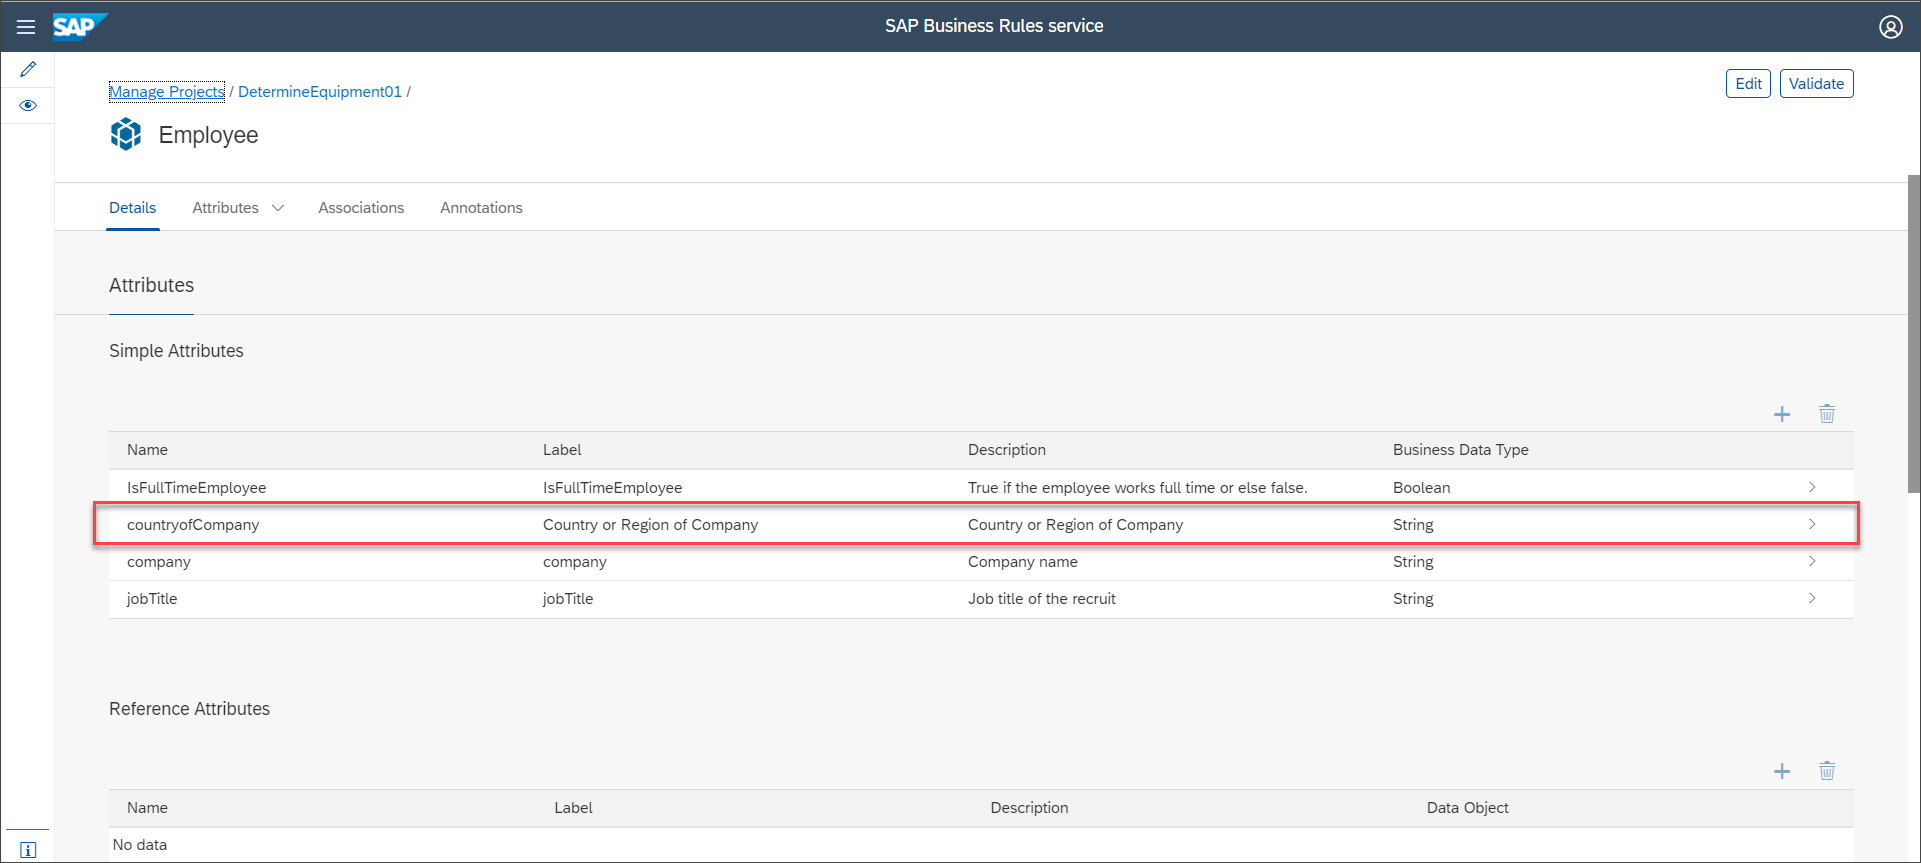 SAP SAP Business Rules service
Manage Projects / DetermineEquipment01 /
Edit Validate
Employee
Details Attributes Associations Annotations
Attributes
Simple Attributes
Name Label Description Business Data Type
IsFullTimeEmployee IsFullTimeEmployee True if the employee works full time or else false. Boolean
countryofCompany Country or Region of Company Country or Region of Company String
company company Company name String
jobTitle jobTitle Job title of the recruit String
Reference Attributes
Name Label Description Data Object
No data